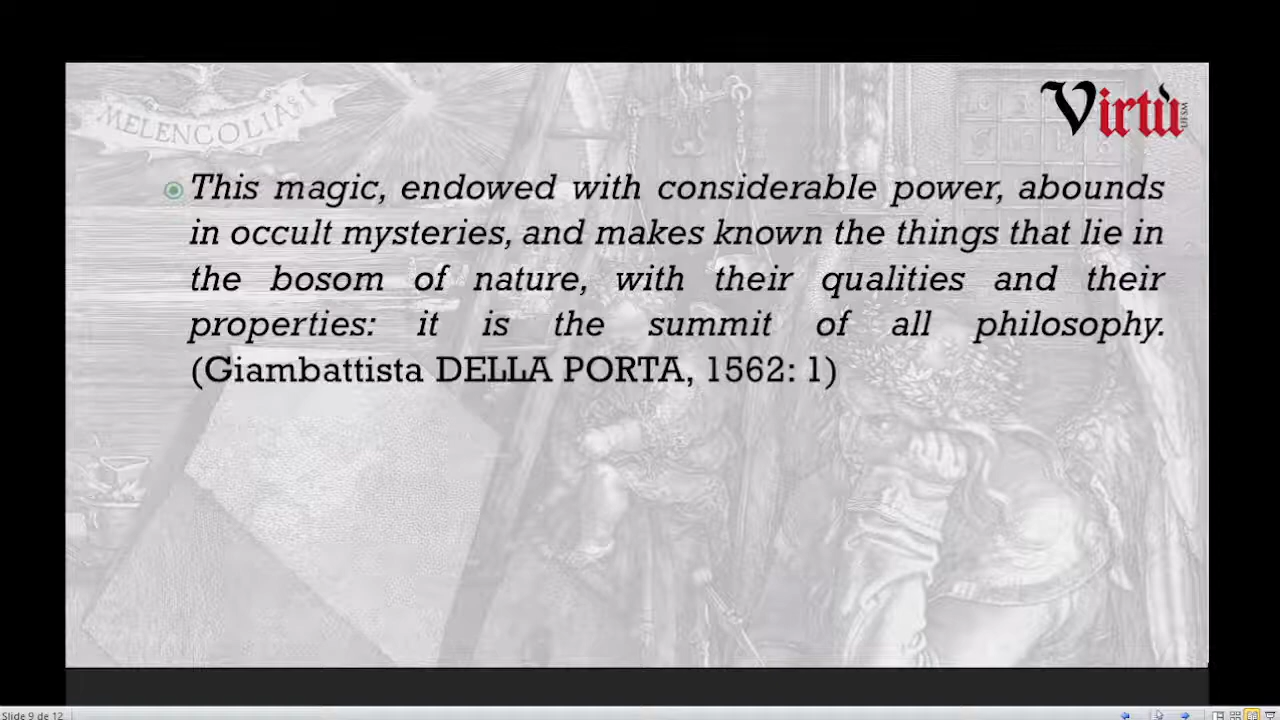 MELENCOLIA§I
Virtù
UFSM
This magic, endowed with considerable power, abounds
in occult mysteries, and makes known the things that lie in
the bosom of nature, with their qualities and their
properties: it is the summit of all philosophy.
(Giambattista DELLA PORTA, 1562: 1)
Slide 9 de 12